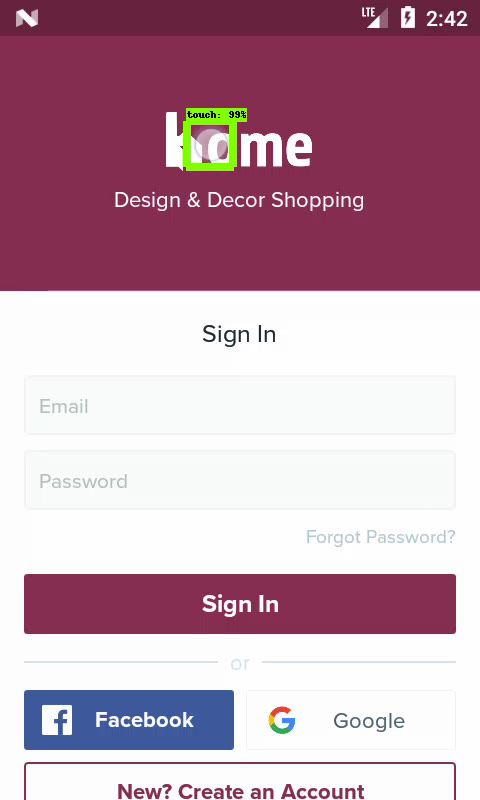 LTE 2:42
touch: 99%
home
Design & Decor Shopping
Sign In
Email
Password
Forgot Password?
Sign In
or
Facebook
Google
New? Create an Account